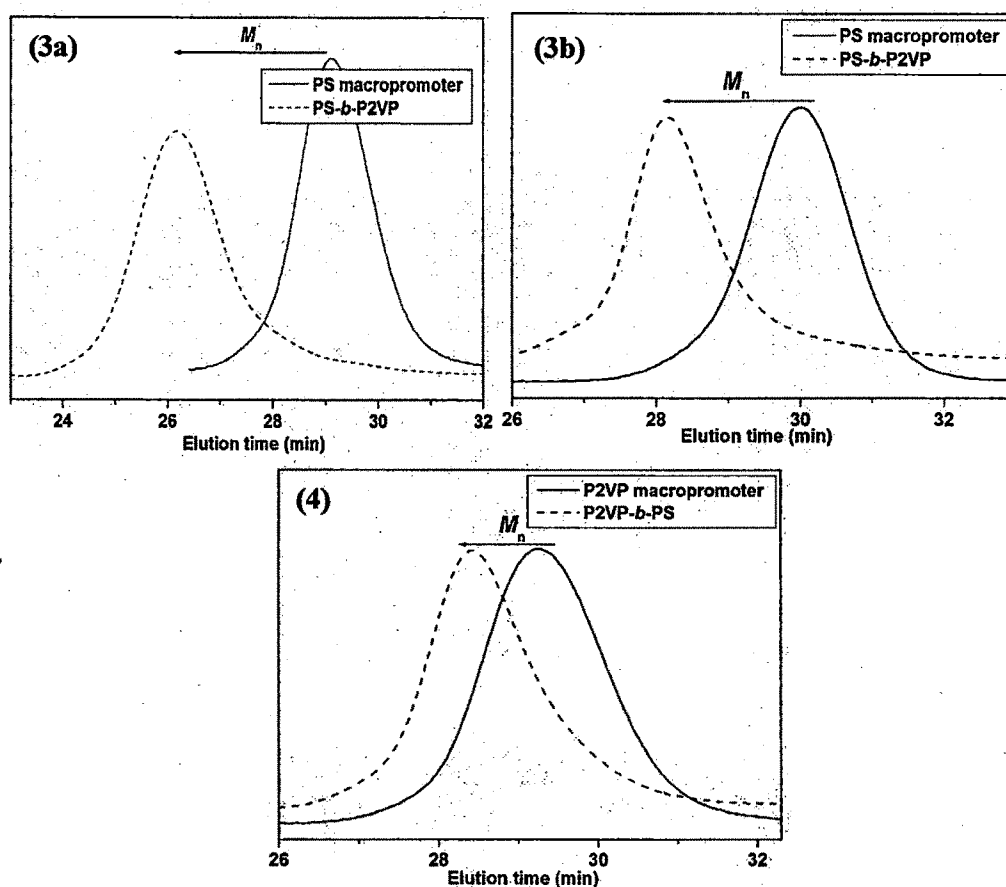 (3a)
Mn
PS macropromoter
PS-b-P2VP
24 26 28 30 32
Elution time (min)
(3b)
PS macropromoter
PS-b-P2VP
Mn
26 28 30 32
Elution time (min)
(4)
P2VP macropromoter
P2VP-b-PS
Mn
26 28 30 32
Elution time (min)